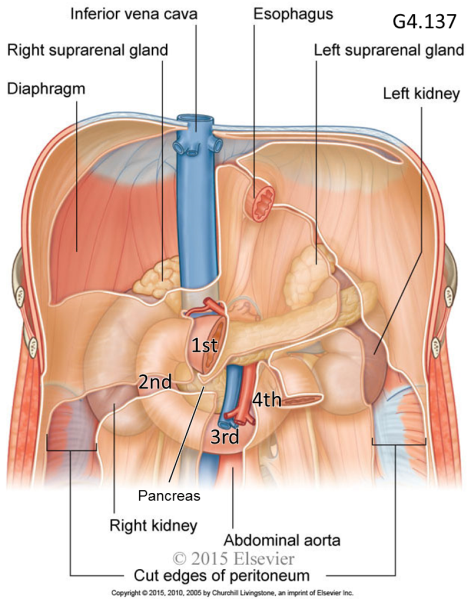 Inferior vena cava
Esophagus
G4.137
Right suprarenal gland
Left suprarenal gland
Diaphragm
Left kidney
1st
2nd
4th
3rd
Pancreas
Right kidney
Abdominal aorta
© 2015 Elsevier
Cut edges of peritoneum
Copyright © 2015, 2010, 2005 by Churchill Livingstone, an imprint of Elsevier Inc.